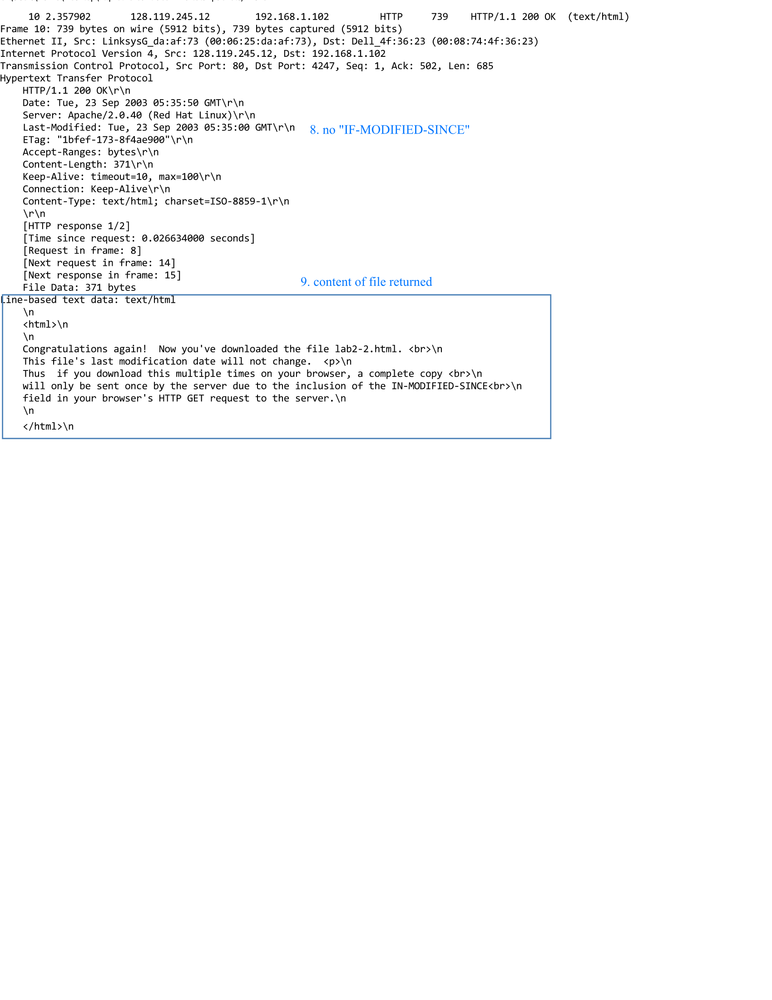 10 2.357902 128.119.245.12 192.168.1.102 HTTP 739 HTTP/1.1 200 OK (text/html)
Frame 10: 739 bytes on wire (5912 bits), 739 bytes captured (5912 bits)
Ethernet II, Src: LinksysG_da:af:73 (00:06:25:da:af:73), Dst: Dell_4f:36:23 (00:08:74:4f:36:23)
Internet Protocol Version 4, Src: 128.119.245.12, Dst: 192.168.1.102
Transmission Control Protocol, Src Port: 80, Dst Port: 4247, Seq: 1, Ack: 502, Len: 685
Hypertext Transfer Protocol
HTTP/1.1 200 OK\r\n
Date: Tue, 23 Sep 2003 05:35:50 GMT\r\n
Server: Apache/2.0.40 (Red Hat Linux)\r\n
Last-Modified: Tue, 23 Sep 2003 05:35:00 GMT\r\n 8. no "IF-MODIFIED-SINCE"
ETag: "1bfef-173-8f4ae900"\r\n
Accept-Ranges: bytes\r\n
Content-Length: 371\r\n
Keep-Alive: timeout=10, max=100\r\n
Connection: Keep-Alive\r\n
Content-Type: text/html; charset=ISO-8859-1\r\n
\r\n
[HTTP response 1/2]
[Time since request: 0.026634000 seconds]
[Request in frame: 8]
[Next request in frame: 14]
[Next response in frame: 15]
9. content of file returned
File Data: 371 bytes
Line-based text data: text/html
\n
<html>\n
\n
Congratulations again!  Now you've downloaded the file lab2-2.html. <br>\n
This file's last modification date will not change.  <p>\n
Thus  if you download this multiple times on your browser, a complete copy <br>\n
will only be sent once by the server due to the inclusion of the IN-MODIFIED-SINCE<br>\n
field in your browser's HTTP GET request to the server.\n
\n
</html>\n